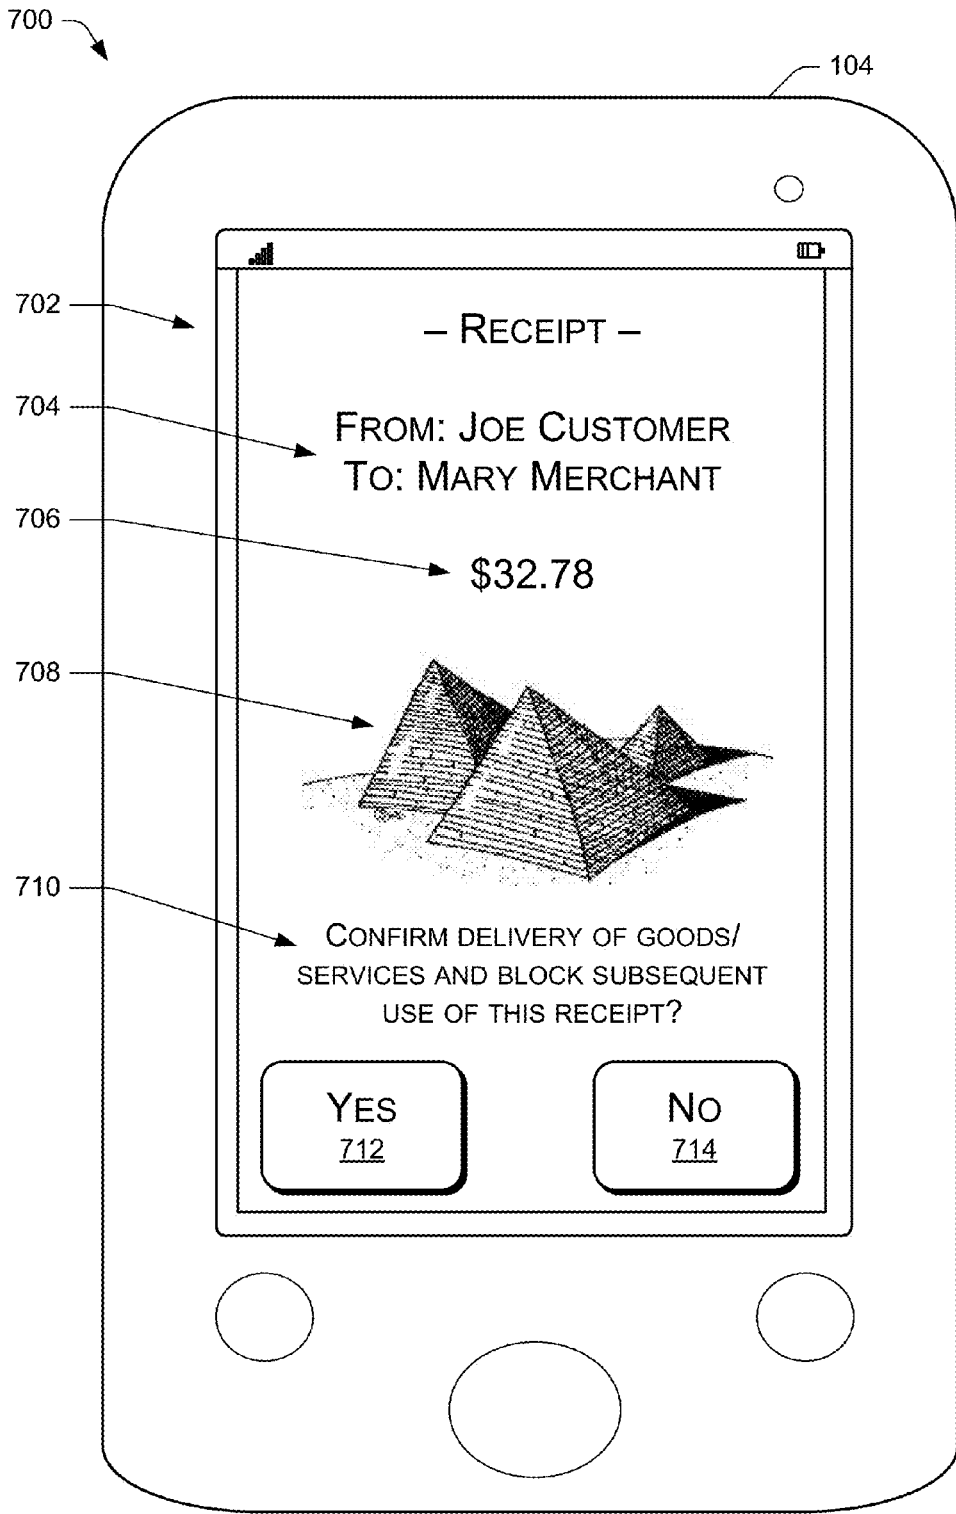 700
104
702
– RECEIPT –
704
FROM: JOE CUSTOMER
TO: MARY MERCHANT
706
$32.78
708
710
CONFIRM DELIVERY OF GOODS/
SERVICES AND BLOCK SUBSEQUENT
USE OF THIS RECEIPT?
YES
712
NO
714